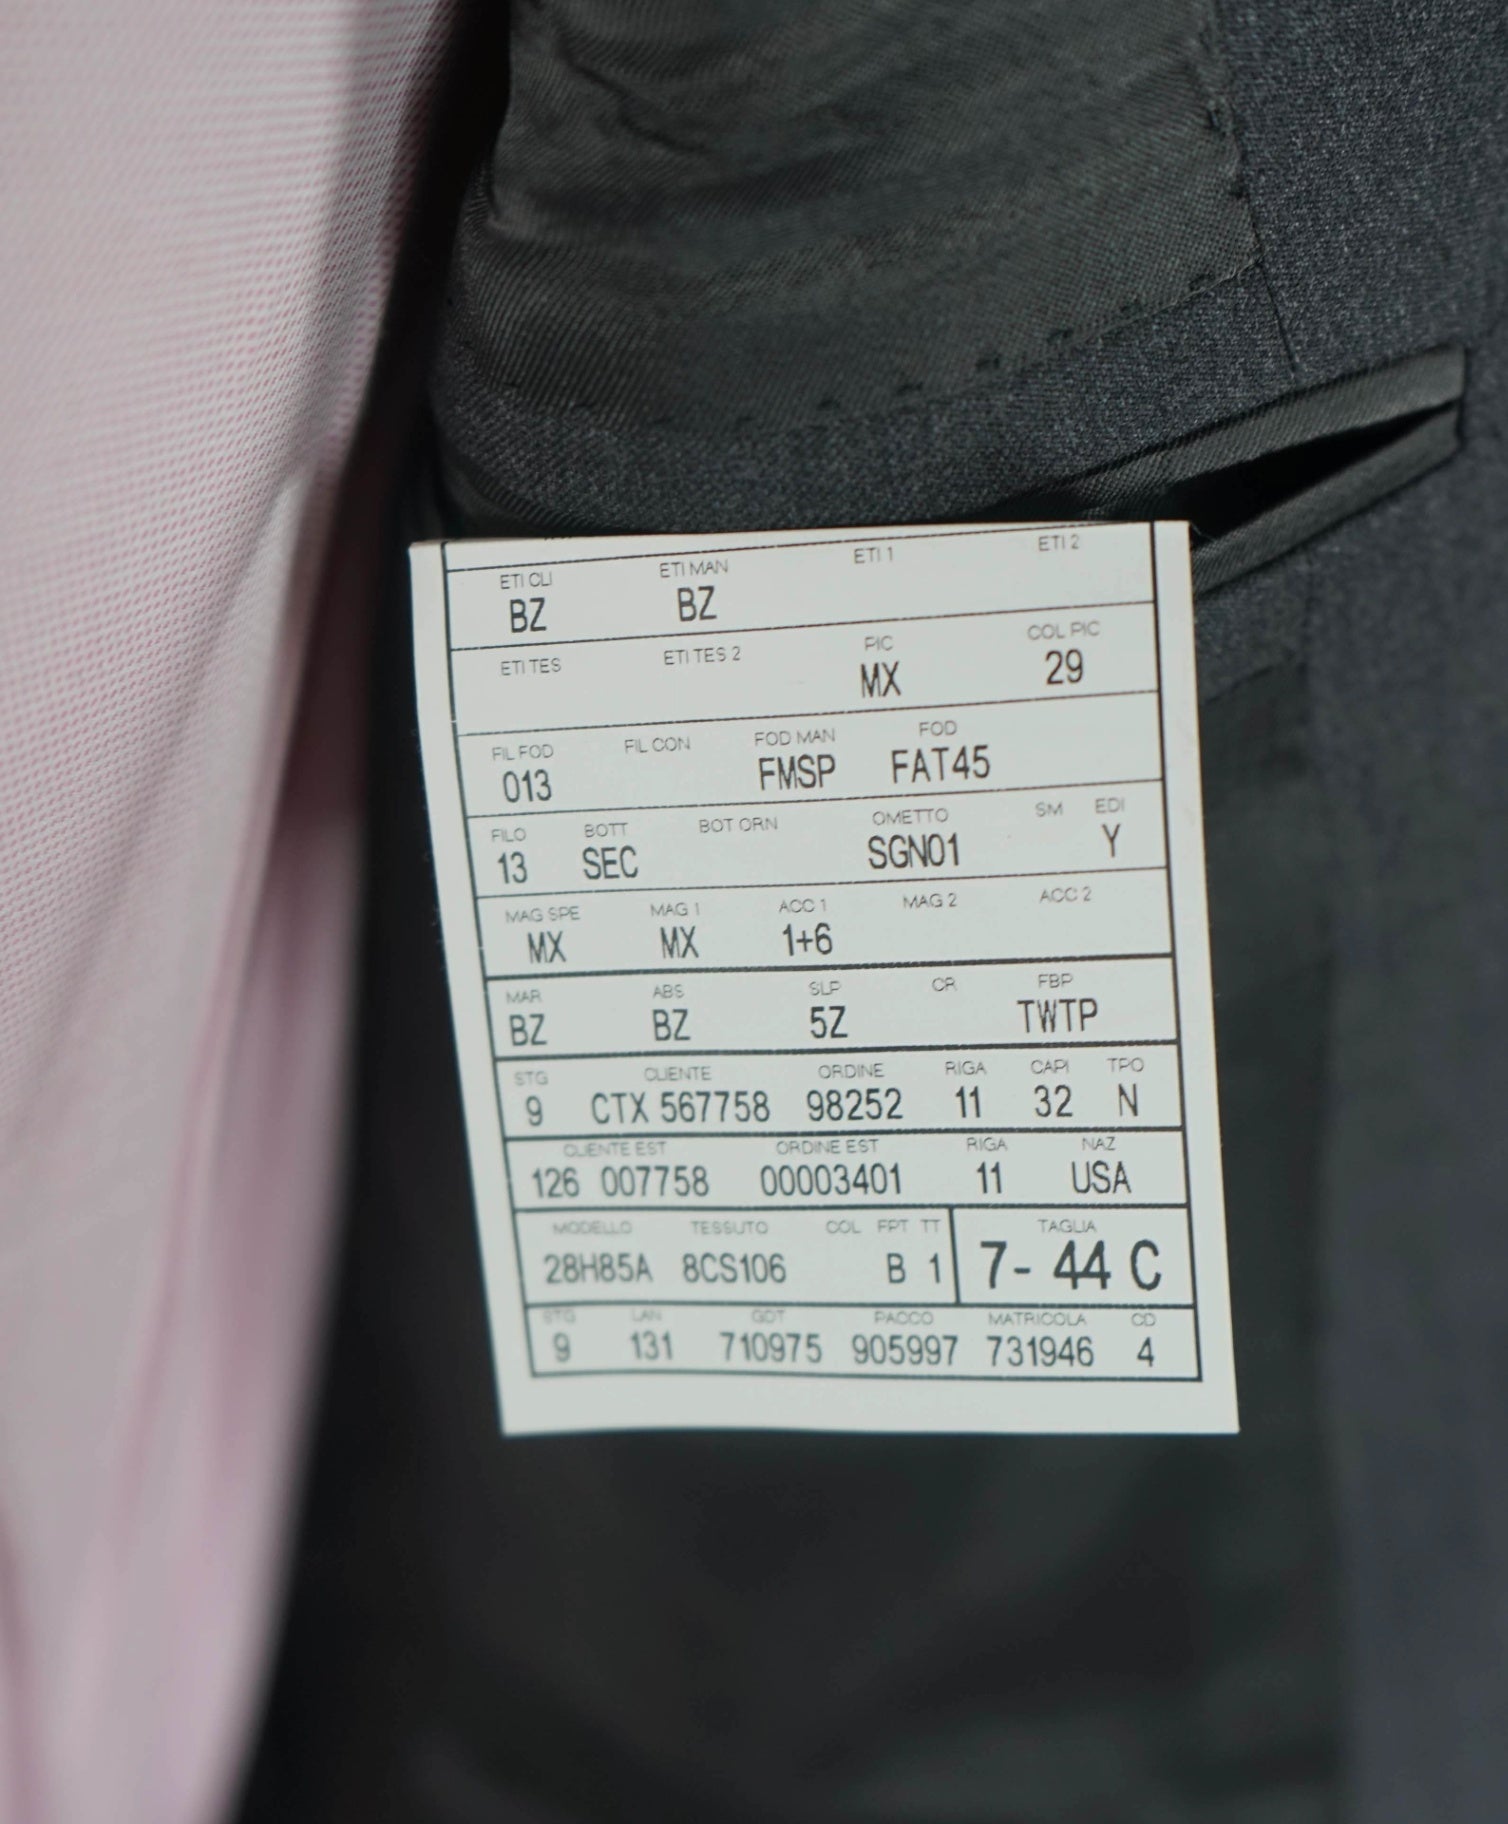 ETI CLI ETI MAN ETI 1 ETI 2
BZ BZ
ETI TES ETI TES 2 PIC COL PIC
MX 29
FIL FOD FIL CON FOD MAN FOD
013 FMSP FAT45
FILO BOTT BOT ORN OMETTO SM EDI
13 SEC SGN01 Y
MAG SPE MAG 1 ACC 1 MAG 2 ACC 2
MX MX 1+6
MAR ABS SLP CR FBP
BZ BZ 5Z TWTP
STG CLIENTE ORDINE RIGA CAPI TPO
9 CTX 567758 98252 11 32 N
CLIENTE EST ORDINE EST RIGA NAZ
126 007758 00003401 11 USA
MODELLO TESSUTO COL FPT TT TAGLIA
28H85A 8CS106 B 1 7- 44 C
STG LAN GDT PACCO MATRICOLA CD
9 131 710975 905997 731946 4